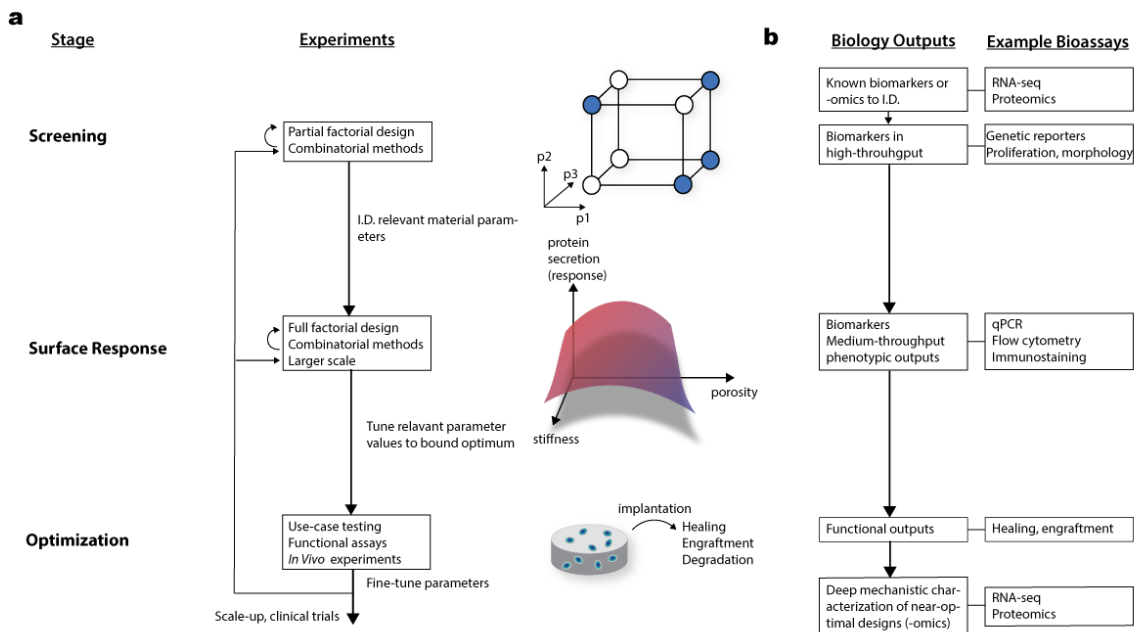 a
Stage
Experiments
Screening
Partial factorial design
Combinatorial methods
p2
p3
p1
I.D. relevant material param-
eters
protein
secretion
(response)
Surface Response
Full factorial design
Combinatorial methods
Larger scale
porosity
stiffness
Tune relavant parameter
values to bound optimum
Optimization
Use-case testing
Functional assays
In Vivo experiments
implantation
Healing
Engraftment
Degradation
Fine-tune parameters
Scale-up, clinical trials
b
Biology Outputs
Example Bioassays
Known biomarkers or
-omics to I.D.
RNA-seq
Proteomics
Biomarkers in
high-throuhgput
Genetic reporters
Proliferation, morphology
Biomarkers
Medium-throughput
phenotypic outputs
qPCR
Flow cytometry
Immunostaining
Functional outputs
Healing, engraftment
Deep mechanistic char-
acterization of near-op-
timal designs (-omics)
RNA-seq
Proteomics